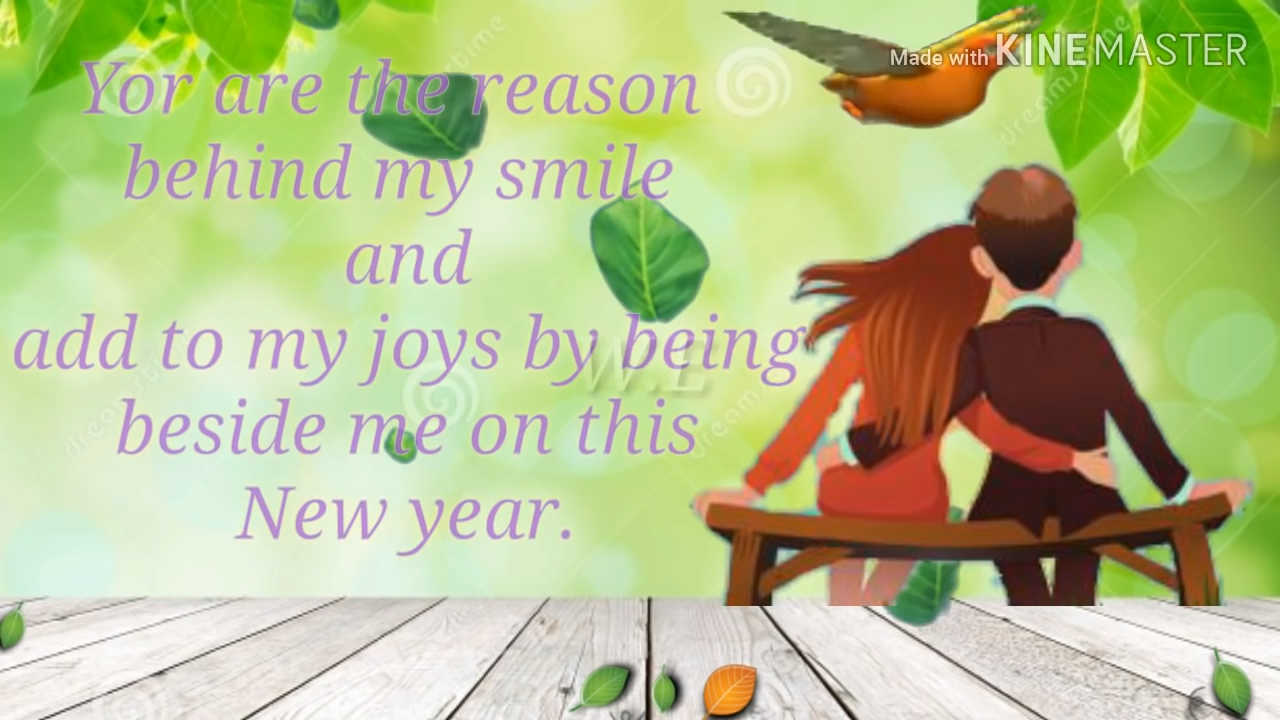 Made with KINEMASTER
Yor are the reason
behind my smile
and
add to my joys by being
W.E
beside me on this
New year.